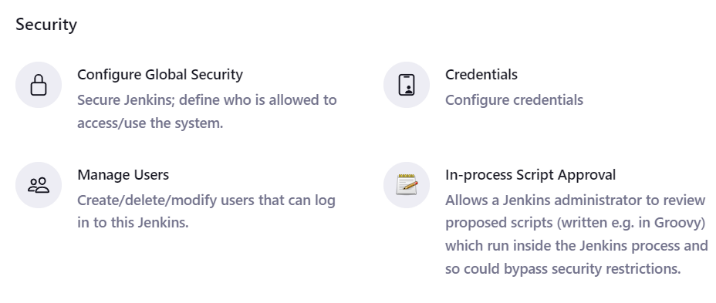 Security
Configure Global Security
Secure Jenkins; define who is allowed to
access/use the system.
Credentials
Configure credentials
Manage Users
Create/delete/modify users that can log
in to this Jenkins.
In-process Script Approval
Allows a Jenkins administrator to review
proposed scripts (written e.g. in Groovy)
which run inside the Jenkins process and
so could bypass security restrictions.